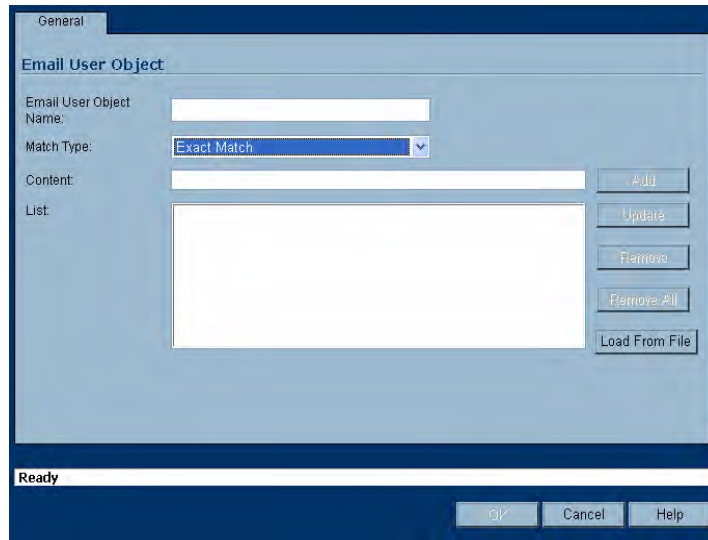 General
Email User Object
Email User Object
Name:
Match Type:
Exact Match
Content:
Add
List:
Update
Remove
Remove All
Load From File
Ready
OK
Cancel
Help